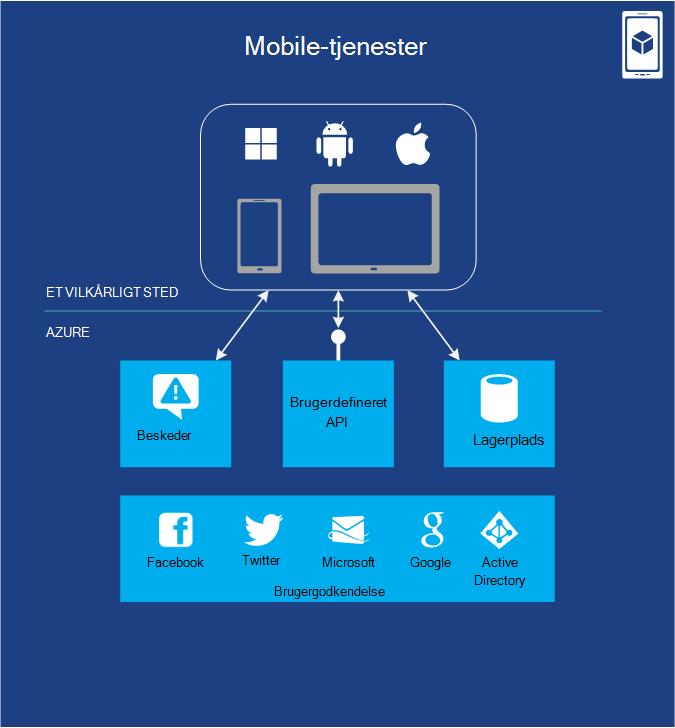 Mobile-tjenester
ET VILKÅRLIGT STED
AZURE
Beskeder
Brugerdefineret
API
Lagerplads
Facebook
Twitter
Microsoft
Google
Active
Directory
Brugergodkendelse